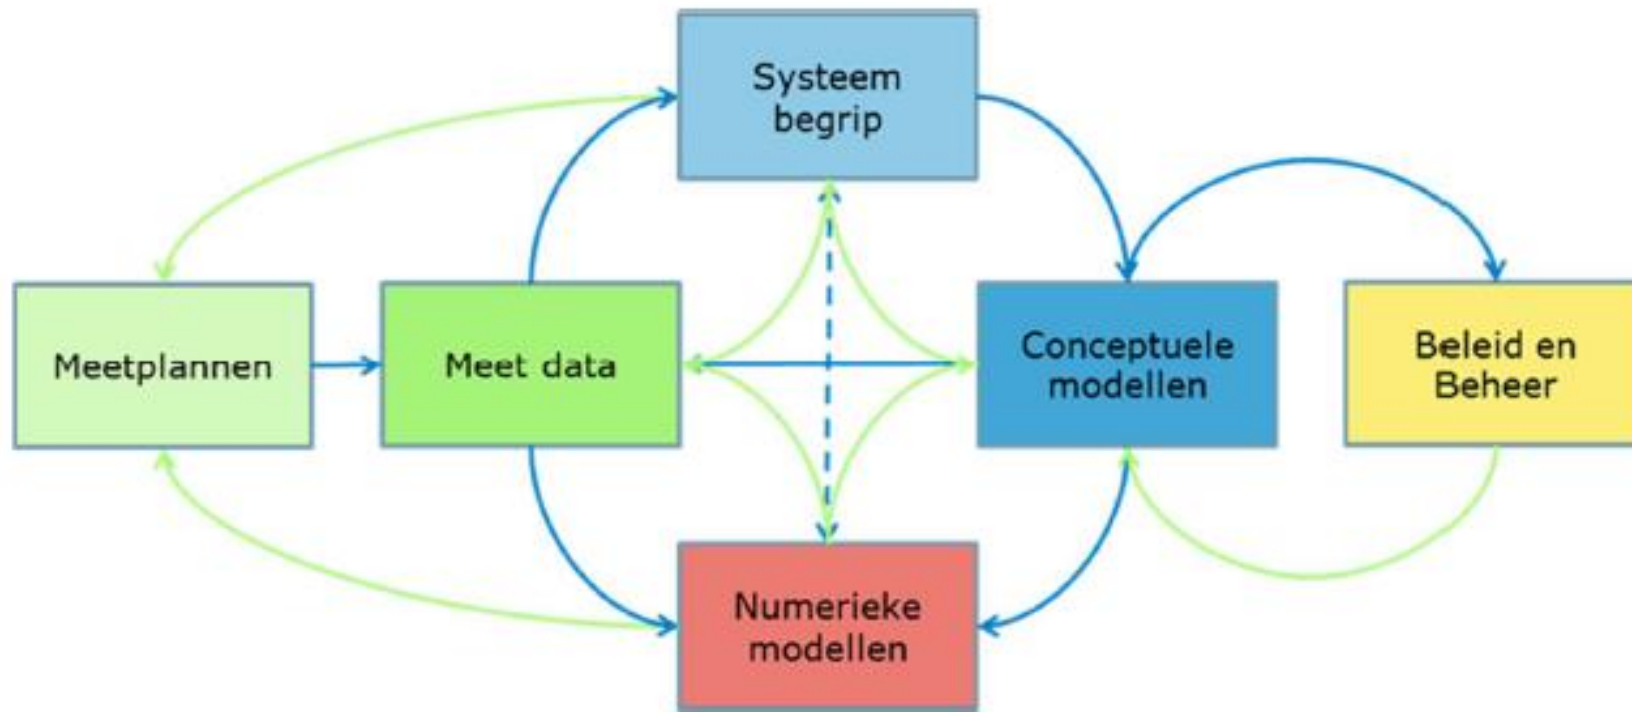 Systeem
begrip
Meetplannen
Meet data
Conceptuele
modellen
Beleid en
Beheer
Numerieke
modellen